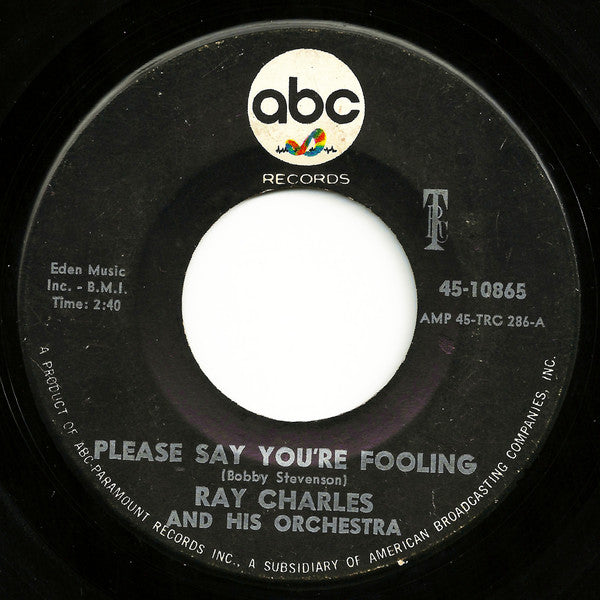 abc
RECORDS
TRC
Eden Music
Inc. - B.M.I.
Time: 2:40
45-10865
AMP 45-TRC 286-A
PLEASE SAY YOU'RE FOOLING
(Bobby Stevenson)
RAY CHARLES
AND HIS ORCHESTRA
A PRODUCT OF ABC-PARAMOUNT RECORDS INC., A SUBSIDIARY OF AMERICAN BROADCASTING COMPANIES, INC.